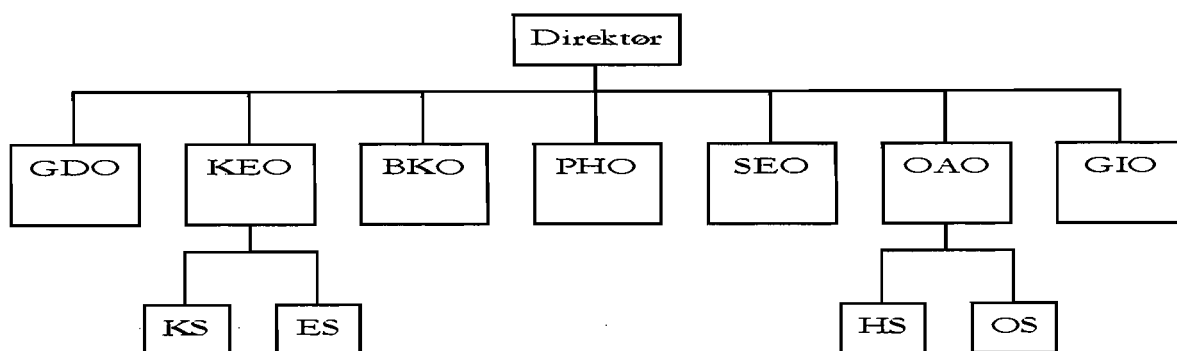 Direktør
GDO
KEO
BKO
PHO
SEO
OAO
GIO
KS
ES
HS
OS